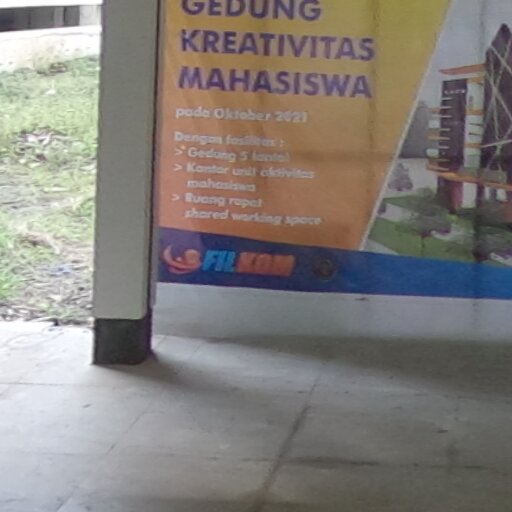 GEDUNG
KREATIVITAS
MAHASISWA
pada Oktober 2021
Dengan fasilitas :
> Gedung 5 lantai
> Kantor unit aktivitas
mahasiswa
> Ruang rapat
shared working space
FILKOM